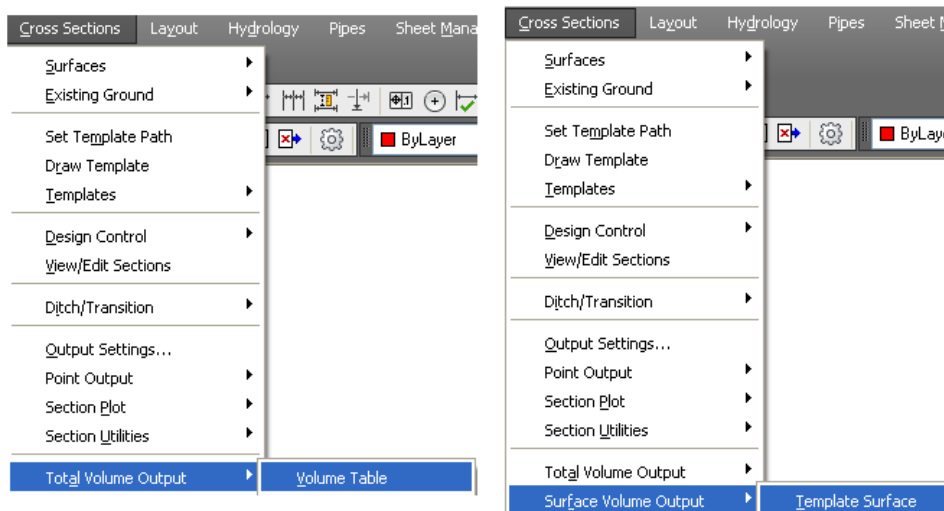 Cross Sections Layout Hydrology Pipes Sheet Mana
Surfaces
Existing Ground
Set Template Path
ByLayer
Draw Template
Templates
Design Control
View/Edit Sections
Ditch/Transition
Output Settings...
Point Output
Section Plot
Section Utilities
Total Volume Output Volume Table
Cross Sections Layout Hydrology Pipes Sheet
Surfaces
Existing Ground
Set Template Path
ByLaye
Draw Template
Templates
Design Control
View/Edit Sections
Ditch/Transition
Output Settings...
Point Output
Section Plot
Section Utilities
Total Volume Output
Surface Volume Output Template Surface